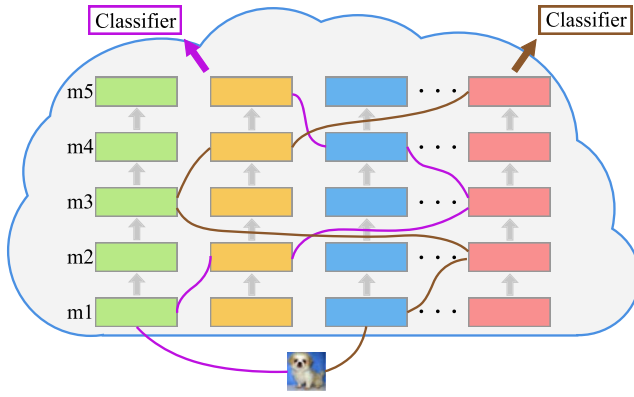 Classifier
Classifier
m5
. . .
m4
. . .
m3
. . .
m2
. . .
m1
. . .